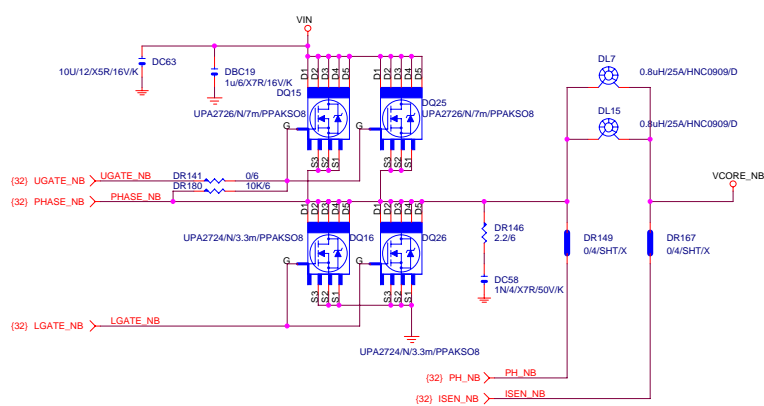 VIN
DC63
10U/12/X5R/16V/K
DBC19
1u/6/X7R/16V/K
D1 D2 D3 D4 D5
D1 D2 D3 D4 D5
DL7
0.8uH/25A/HNC0909/D
DQ15
UPA2726/N/7m/PPAKSO8
DQ25
UPA2726/N/7m/PPAKSO8
G
G
DL15
0.8uH/25A/HNC0909/D
S3 S2 S1
S3 S2 S1
{32} UGATE_NB
UGATE_NB
DR141
0/6
{32} PHASE_NB
PHASE_NB
DR180
10K/6
VCORE_NB
D1 D2 D3 D4 D5
D1 D2 D3 D4 D5
UPA2724/N/3.3m/PPAKSO8
DQ16
DQ26
DR146
2.2/6
DR149
0/4/SHT/X
DR167
0/4/SHT/X
G
G
DC58
1N/4/X7R/50V/K
S3 S2 S1
S3 S2 S1
{32} LGATE_NB
LGATE_NB
UPA2724/N/3.3m/PPAKSO8
{32} PH_NB
PH_NB
{32} ISEN_NB
ISEN_NB